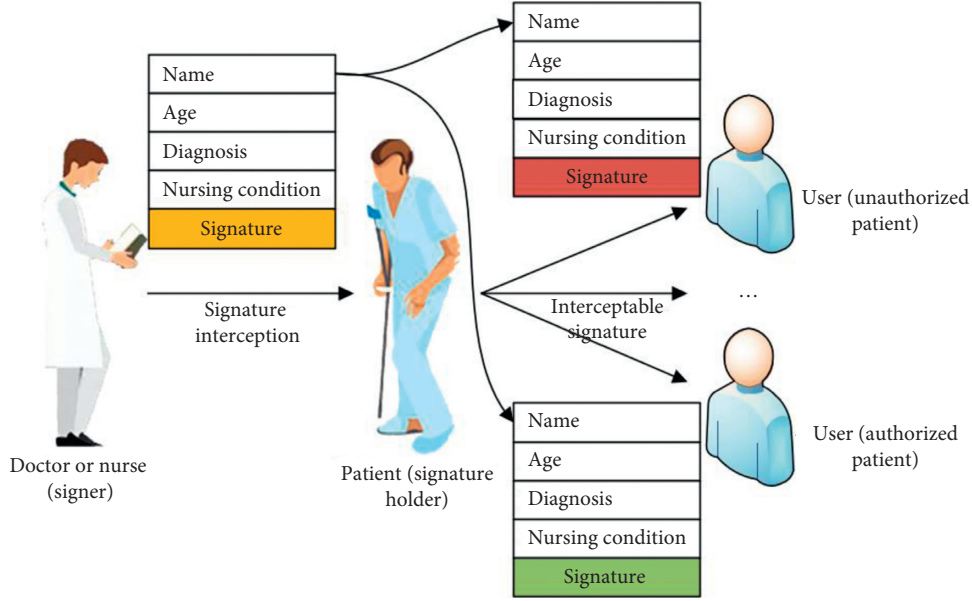 Name
Age
Diagnosis
Nursing condition
Signature
Name
Age
Diagnosis
Nursing condition
Signature
User (unauthorized
patient)
Signature
interception
Interceptable
signature
...
Doctor or nurse
(signer)
Patient (signature
holder)
Name
Age
Diagnosis
Nursing condition
Signature
User (authorized
patient)